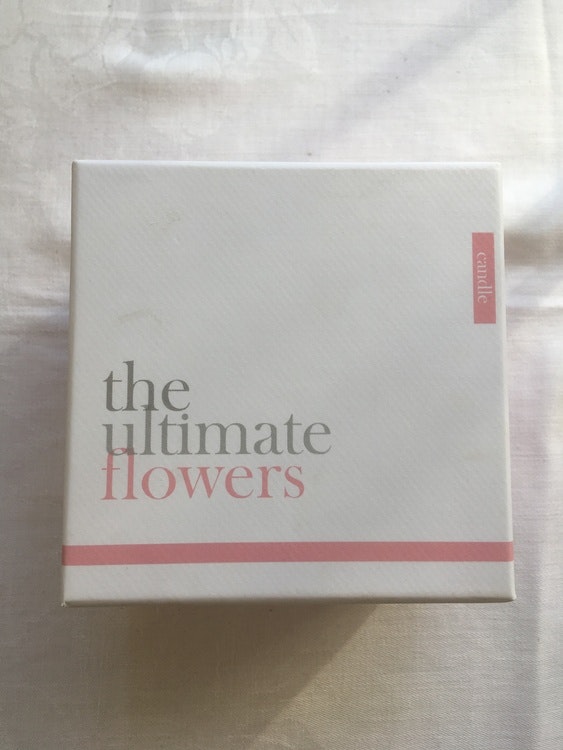 candle
the
ultimate
flowers